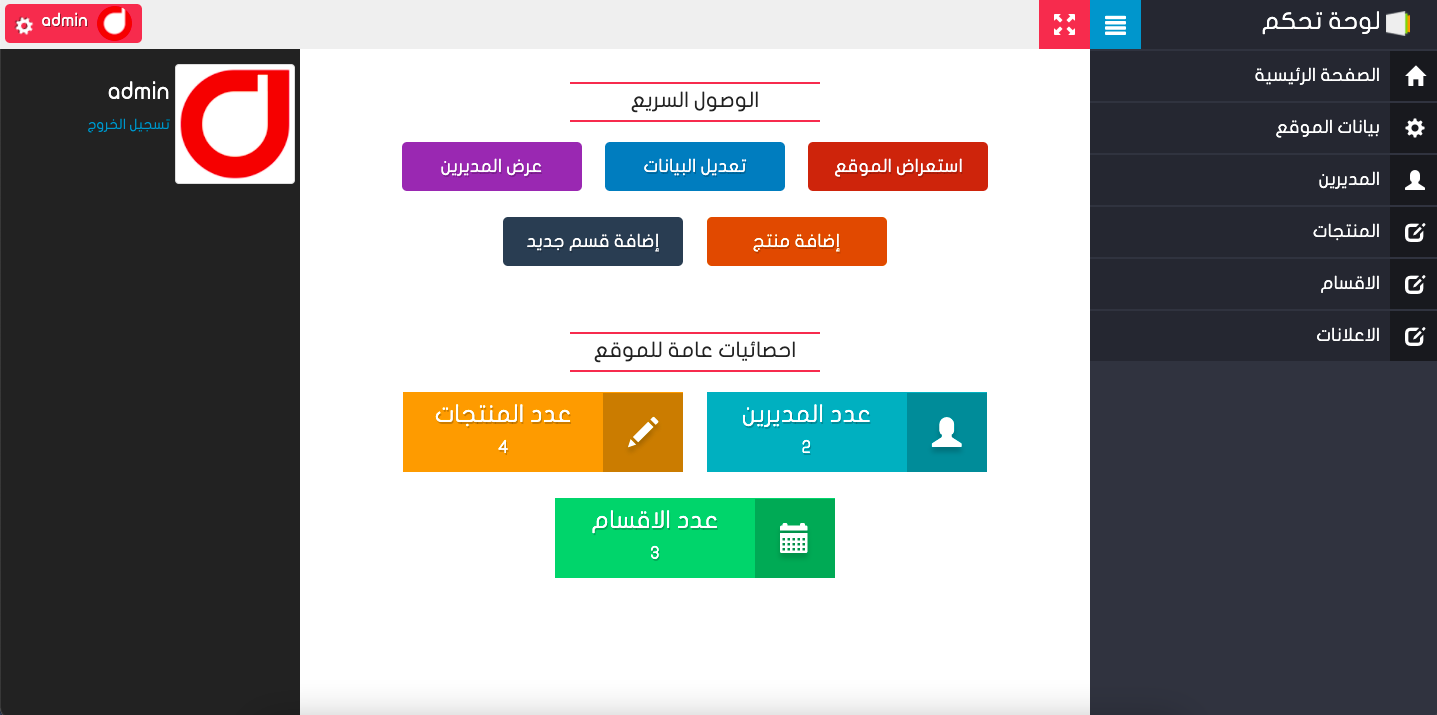 لوحة تحكم
admin
الصفحة الرئيسية
بيانات الموقع
المديرين
المنتجات
الاقسام
الاعلانات
الوصول السريع
استعراض الموقع
تعديل البيانات
عرض المديرين
إضافة منتج
إضافة قسم جديد
احصائيات عامة للموقع
عدد المديرين
2
عدد المنتجات
4
عدد الاقسام
3
admin
تسجيل الخروج